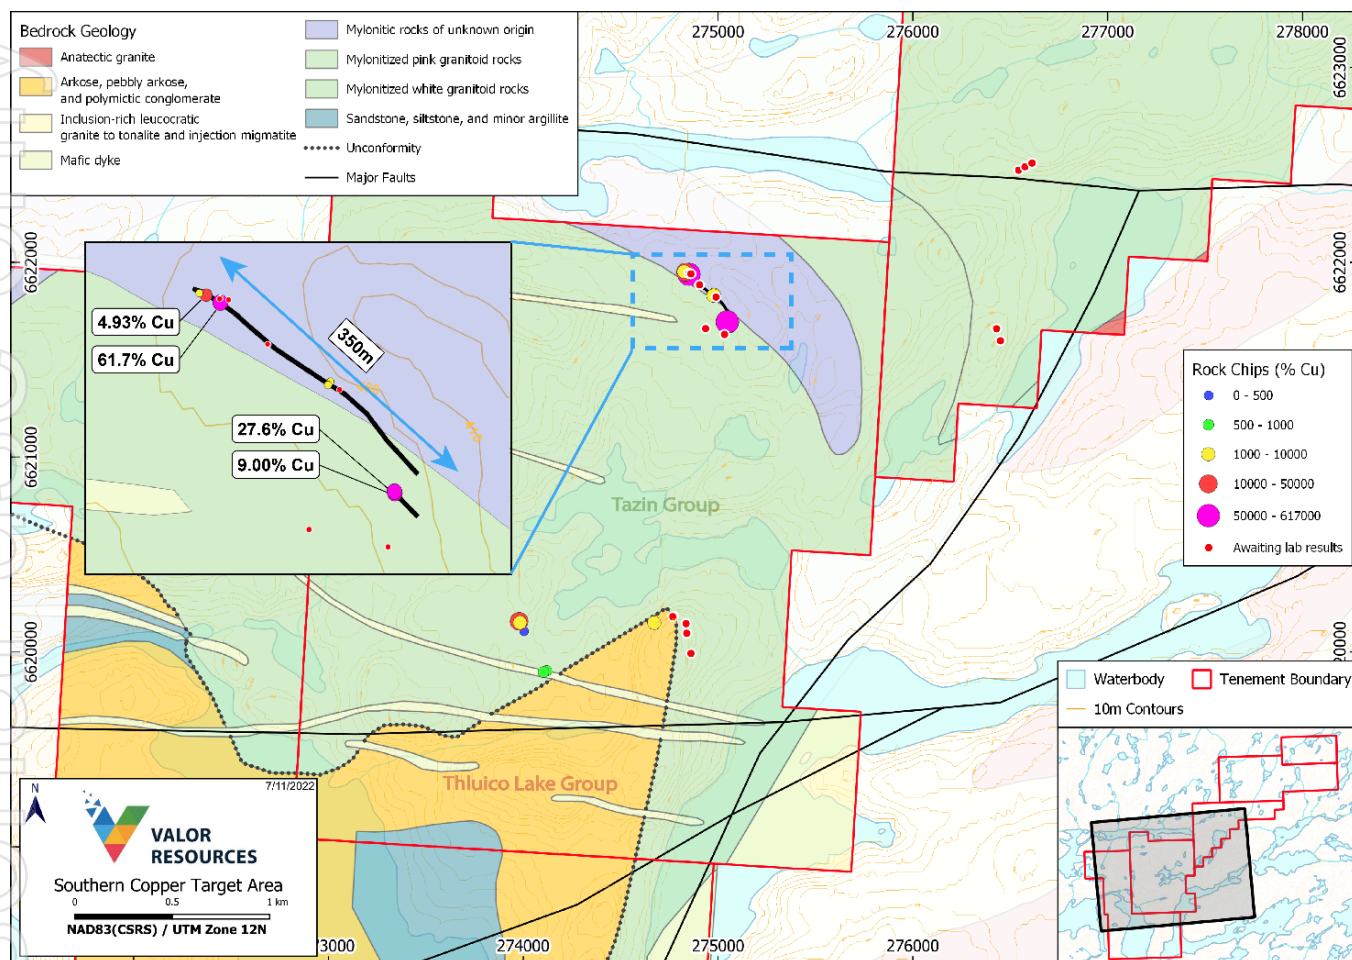 Bedrock Geology
Anatectic granite
Arkose, pebbly arkose,
and polymictic conglomerate
Inclusion-rich leucocratic
granite to tonalite and injection migmatite
Mafic dyke
Mylonitic rocks of unknown origin
Mylonitized pink granitoid rocks
Mylonitized white granitoid rocks
Sandstone, siltstone, and minor argillite
Unconformity
Major Faults
275000
276000
277000
278000
6623000
6622000
6622000
6621000
6620000
4.93% Cu
61.7% Cu
350m
27.6% Cu
9.00% Cu
Tazin Group
Rock Chips (% Cu)
0 - 500
500 - 1000
1000 - 10000
10000 - 50000
50000 - 617000
Awaiting lab results
Thluico Lake Group
Waterbody
Tenement Boundary
10m Contours
7/11/2022
N
VALOR
RESOURCES
Southern Copper Target Area
0 0.5 1 km
NAD83(CSRS) / UTM Zone 12N
274000
275000
276000